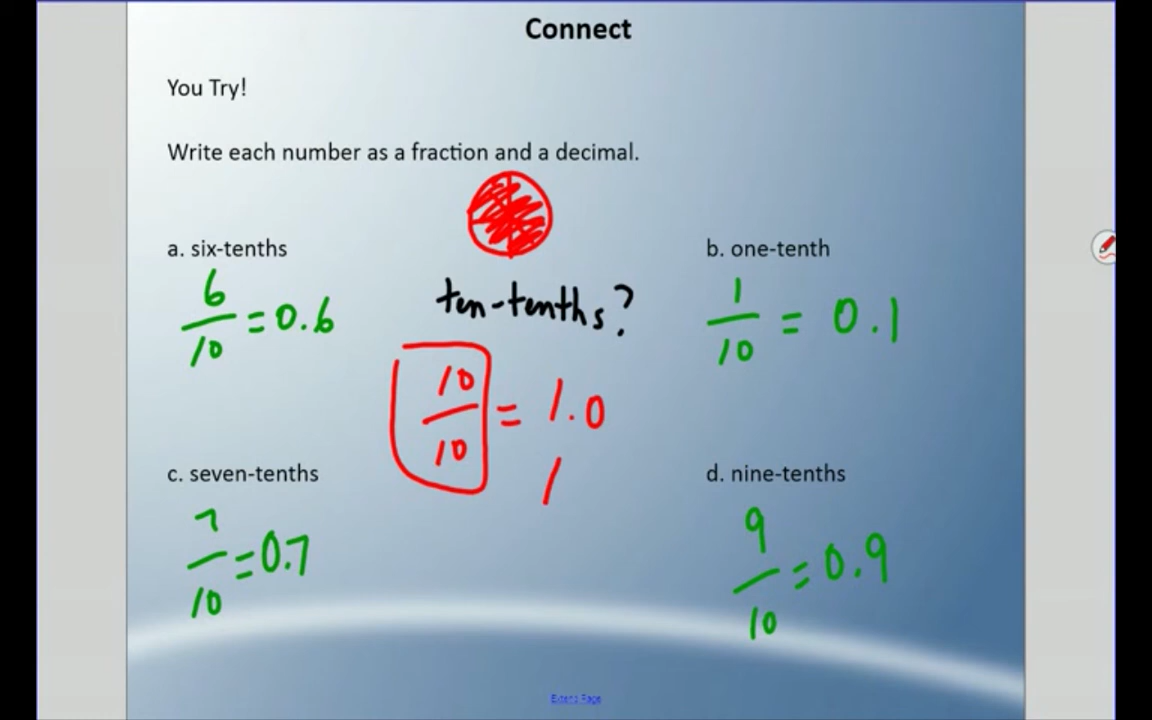 Connect
You Try!
Write each number as a fraction and a decimal.
a. six-tenths
6/10 = 0.6
ten-tenths?
10/10 = 1.0
1
b. one-tenth
1/10 = 0.1
c. seven-tenths
7/10 = 0.7
d. nine-tenths
9/10 = 0.9
Extend Page